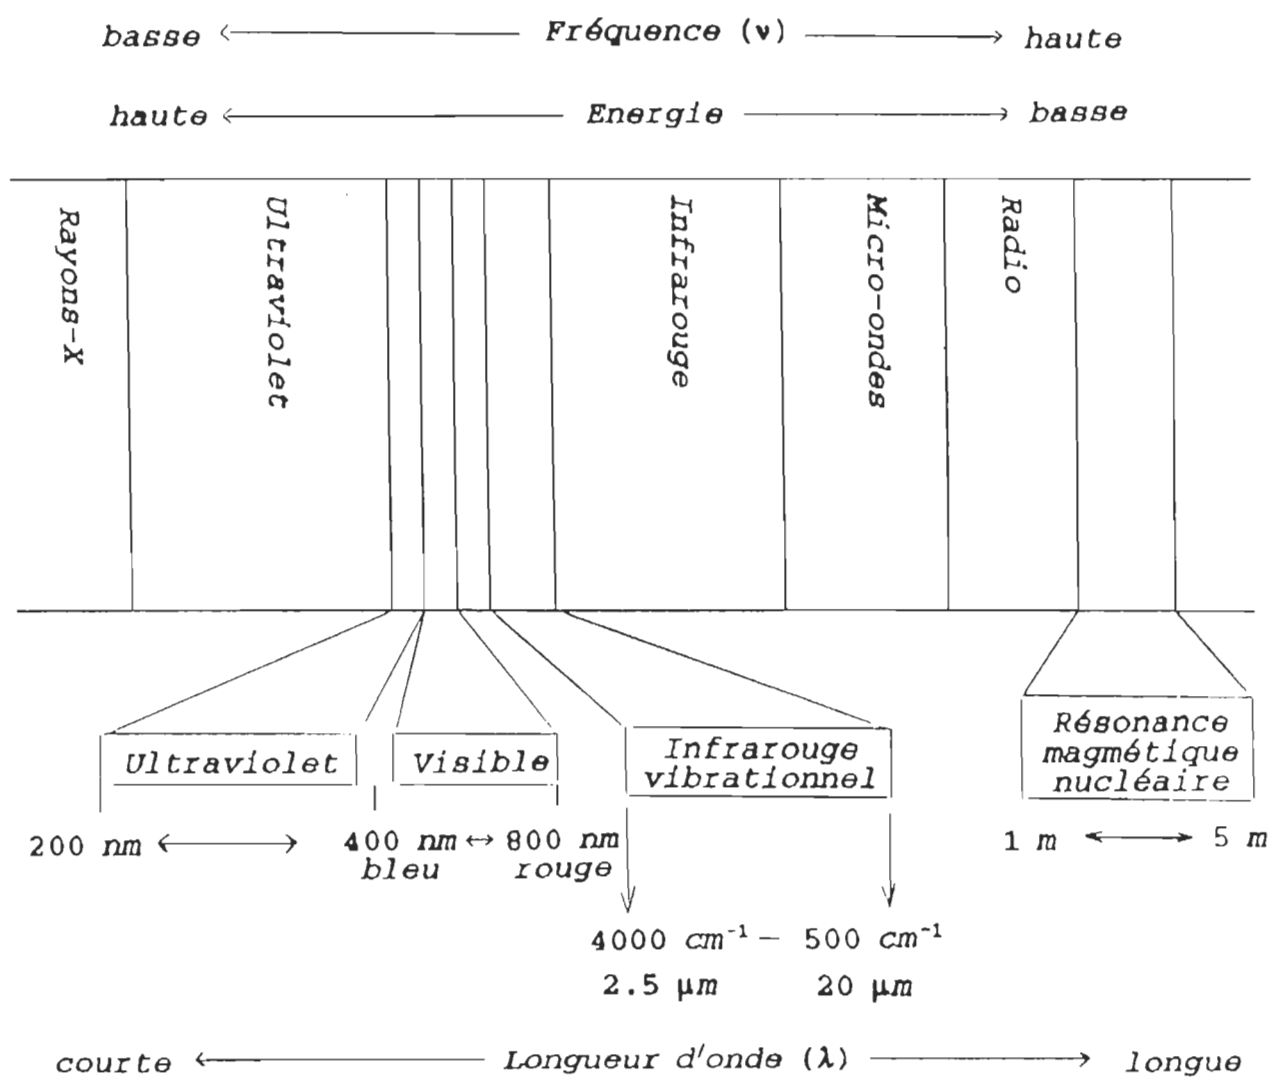 basse Fréquence (ν) haute
haute Energie basse
Rayons-X
Ultraviolet
Infrarouge
Micro-ondes
Radio
Ultraviolet
Visible
Infrarouge
vibrationnel
Résonance
magmétique
nucléaire
200 nm 400 nm 800 nm
bleu rouge
1 m 5 m
4000 cm⁻¹ — 500 cm⁻¹
2.5 μm 20 μm
courte Longueur d'onde (λ) longue